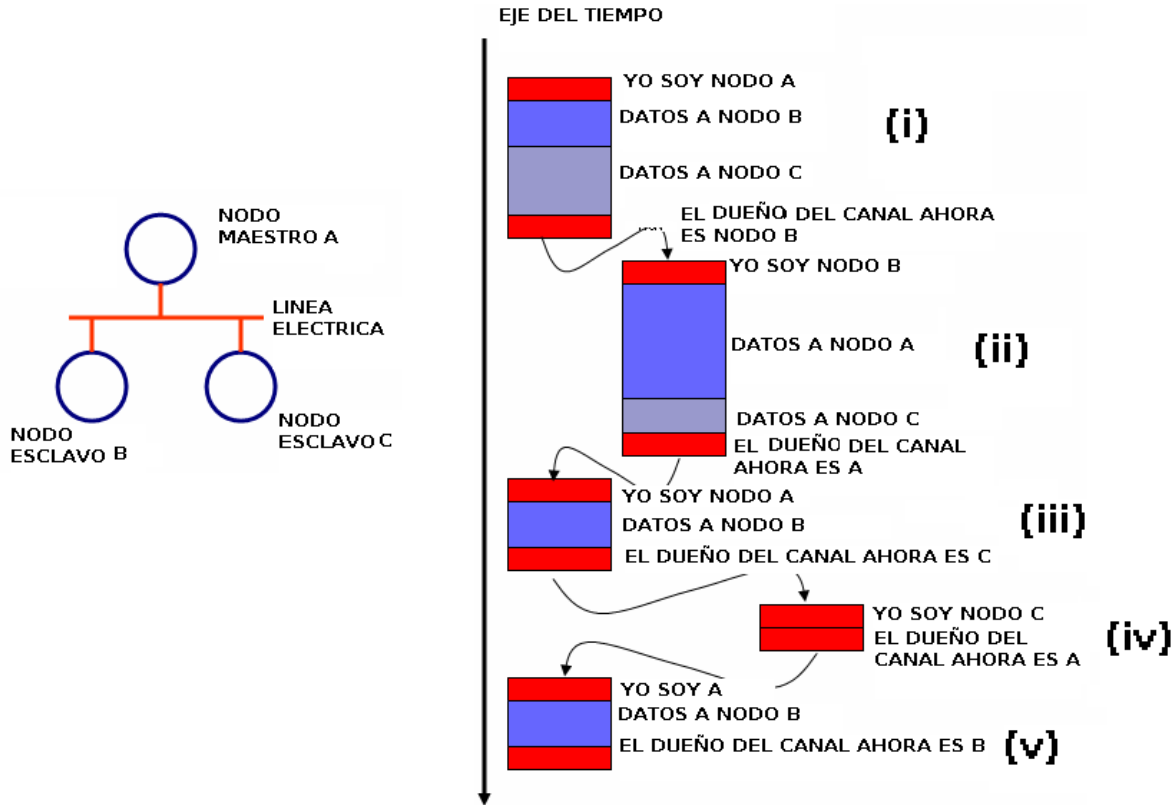 EJE DEL TIEMPO
YO SOY NODO A
DATOS A NODO B
(i)
DATOS A NODO C
EL DUEÑO DEL CANAL AHORA
ES NODO B
NODO
MAESTRO A
LINEA
ELECTRICA
NODO
ESCLAVO B
NODO
ESCLAVO C
YO SOY NODO B
DATOS A NODO A
(ii)
DATOS A NODO C
EL DUEÑO DEL CANAL
AHORA ES A
YO SOY NODO A
DATOS A NODO B
(iii)
EL DUEÑO DEL CANAL AHORA ES C
YO SOY NODO C
EL DUEÑO DEL
CANAL AHORA ES A
(iv)
YO SOY A
DATOS A NODO B
EL DUEÑO DEL CANAL AHORA ES B
(v)